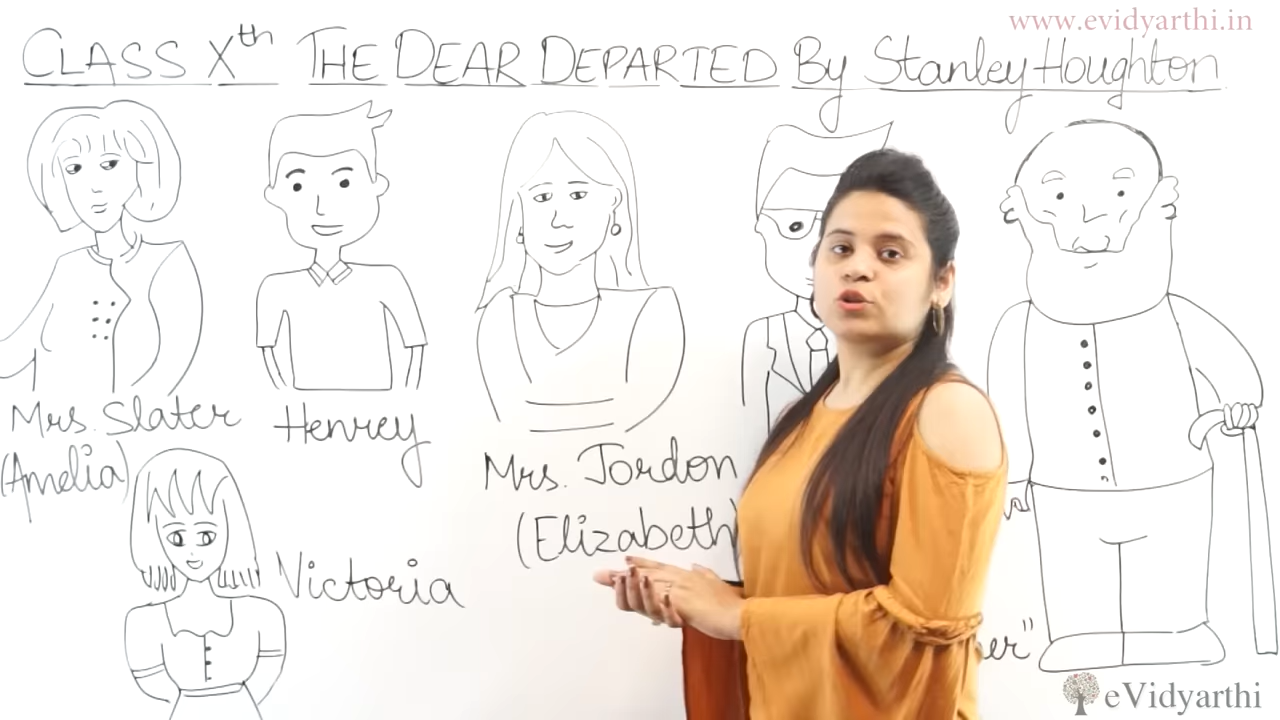 www.evidyarthi.in
CLASS Xth THE DEAR DEPARTED By Stanley Houghton
Mrs. Slater
(Amelia)
Henrey
Mrs. Jordon
(Elizabeth
Victoria
er"
eVidyarthi